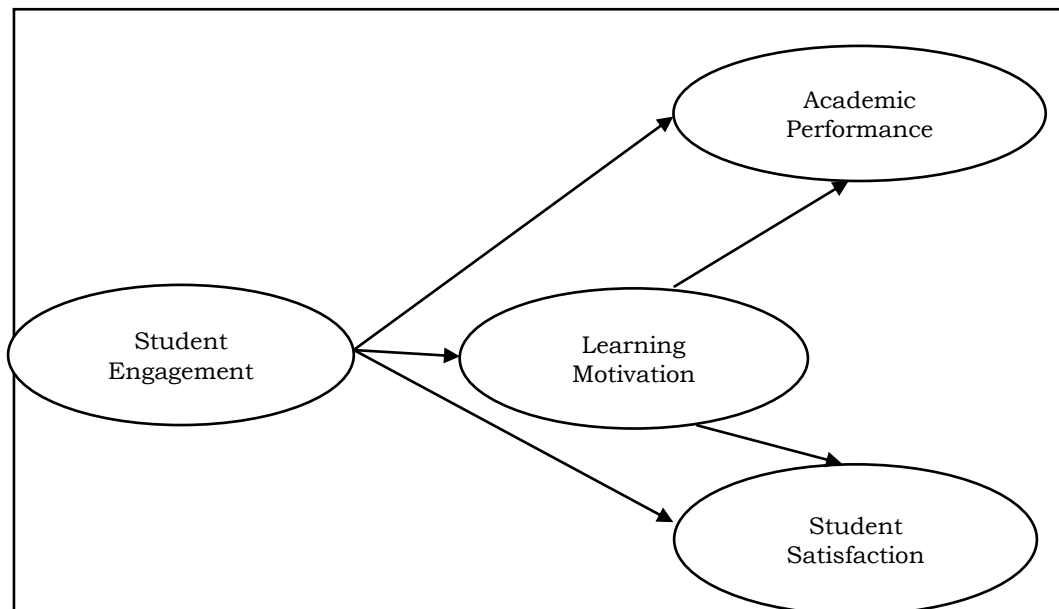 Academic
Performance
Student
Engagement
Learning
Motivation
Student
Satisfaction